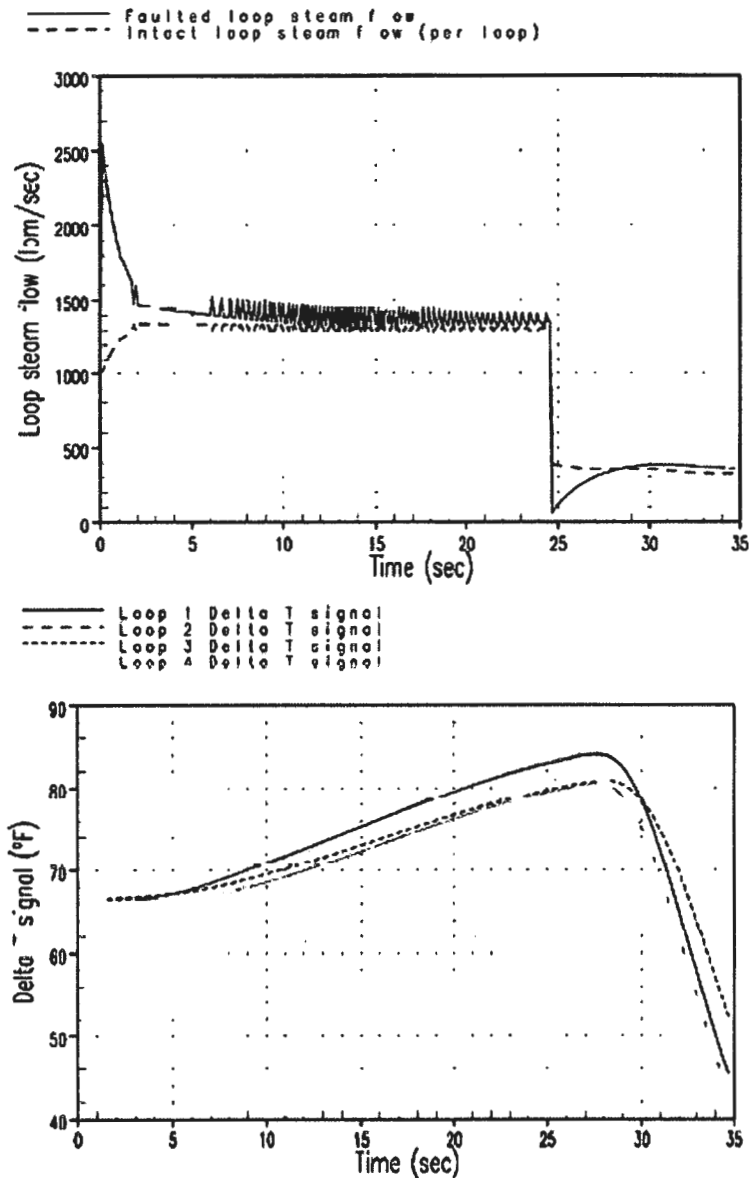 Faulted loop steam f ow
Intact loop steam f ow (per loop)
3000
2500
2000
1500
1000
500
0
Loop steam flow (lbm/sec)
0 5 10 15 20 25 30 35
Time (sec)
Loop 1 Delta T signal
Loop 2 Delta T signal
Loop 3 Delta T signal
Loop 4 Delta T signal
90
80
70
60
50
40
Delta T signal (°F)
0 5 10 15 20 25 30 35
Time (sec)